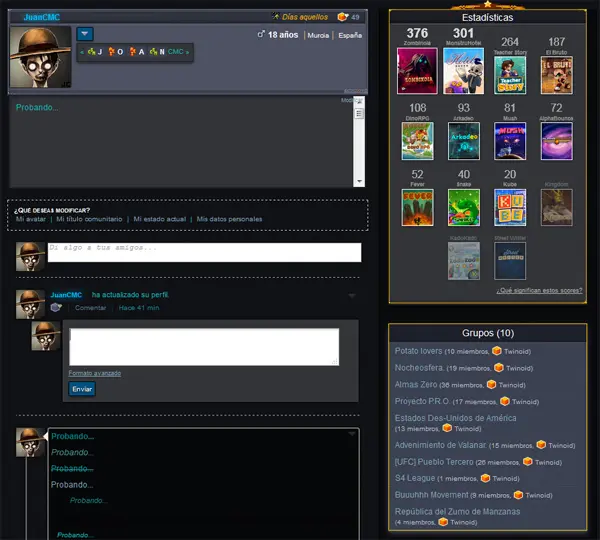 JuanCMC
Días aquellos
49
18 años | Murcia | España
J O A N CMC
Probando...
¿QUÉ DESEAS MODIFICAR?
Mi avatar | Mi título comunitario | Mi estado actual | Mis datos personales
Di algo a tus amigos...
JuanCMC ha actualizado su perfil.
Comentar | Hace 41 min
Formato avanzado
Enviar
Probando...
Probando...
Probando...
Probando...
Probando...
Probando...
Estadísticas
376 301 264 187
Zombinoia MonsterHotel Teacher Story El Bruto
108 93 81 72
DinoRPG Arkadeo Mush AlphaBounce
52 40 20
Fever Snake Kube Kingdom
Street Writer
¿Qué significan estos scores?
Grupos (10)
Potato lovers (10 miembros, Twinoid)
Nocheosfera. (19 miembros, Twinoid)
Almas Zero (36 miembros, Twinoid)
Proyecto P.R.O. (17 miembros, Twinoid)
Estados Des-Unidos de América
(13 miembros, Twinoid)
Advenimiento de Valanar (15 miembros, Twinoid)
[UFC] Pueblo Tercero (26 miembros, Twinoid)
S4 League (1 miembros, Twinoid)
Buuuhhh Movement (9 miembros, Twinoid)
República del Zumo de Manzanas
(4 miembros, Twinoid)